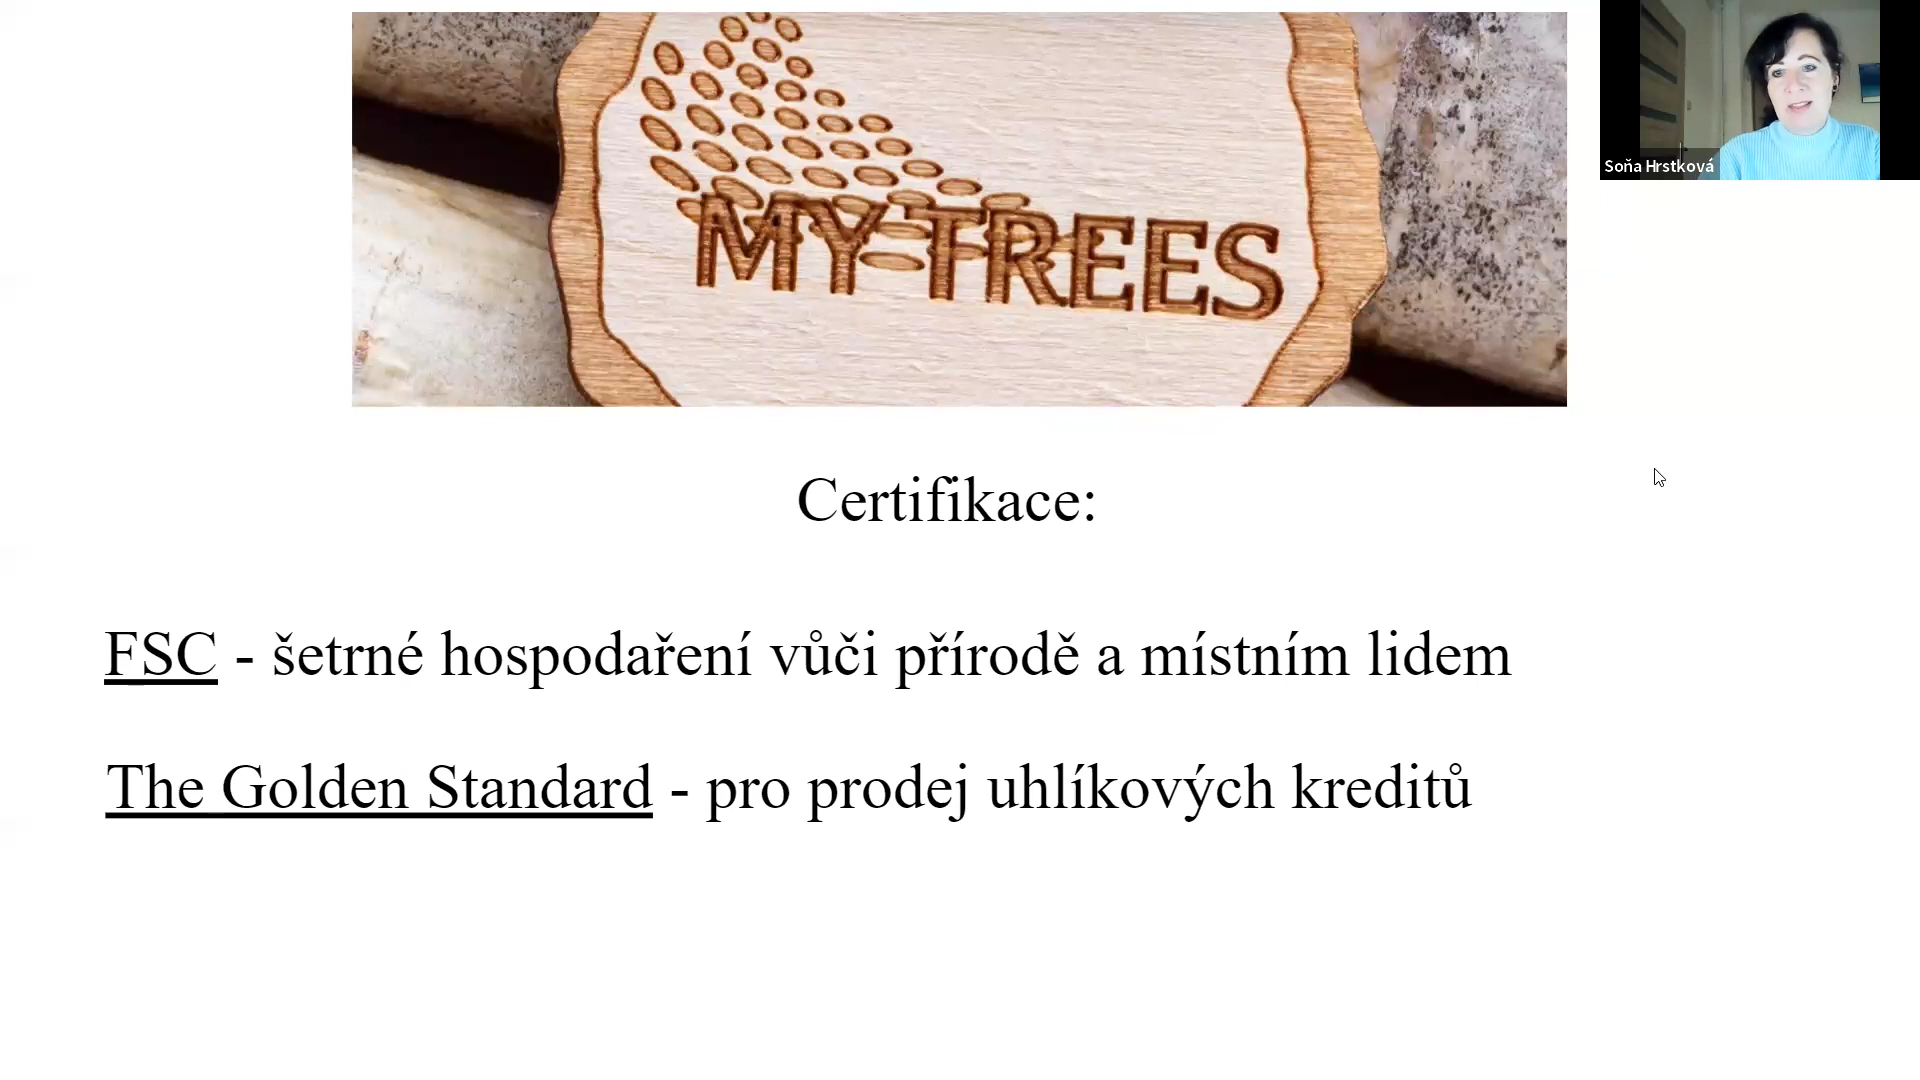 MY TREES
Soňa Hrstková
Certifikace:
FSC - šetrné hospodaření vůči přírodě a místním lidem
The Golden Standard - pro prodej uhlíkových kreditů